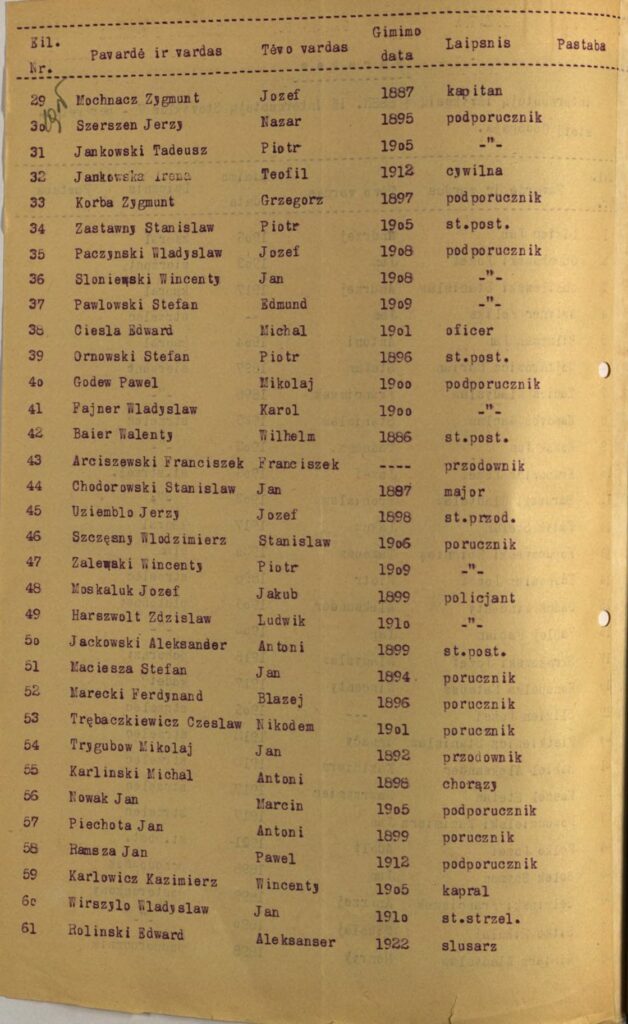 Eil. Nr. Pavardė ir vardas Tėvo vardas Gimimo data Laipsnis Pastaba
29 Mochnacz Zygmunt Jozef 1887 kapitan
30 Szerszen Jerzy Nazar 1895 podporucznik
31 Jankowski Tadeusz Piotr 1905 -"-
32 Jankowska Irena Teofil 1912 cywilna
33 Korba Zygmunt Grzegorz 1897 podporucznik
34 Zastawny Stanislaw Piotr 1905 st.post.
35 Paczynski Wladyslaw Jozef 1908 podporucznik
36 Sloniewski Wincenty Jan 1908 -"-
37 Pawlowski Stefan Edmund 1909 -"-
38 Ciesla Edward Michal 1901 oficer
39 Ornowski Stefan Piotr 1896 st.post.
40 Godew Pawel Mikolaj 1900 podporucznik
41 Fajner Wladyslaw Karol 1900 -"-
42 Baier Walenty Wilhelm 1886 st.post.
43 Arciszewski Franciszek Franciszek ---- przodownik
44 Chodorowski Stanislaw Jan 1887 major
45 Uziemblo Jerzy Jozef 1898 st.przod.
46 Szczęsny Wlodzimierz Stanislaw 1906 porucznik
47 Zalewski Wincenty Piotr 1909 -"-
48 Moskaluk Jozef Jakub 1899 policjant
49 Harszwolt Zdzislaw Ludwik 1910 -"-
50 Jackowski Aleksander Antoni 1899 st.post.
51 Maciesza Stefan Jan 1894 porucznik
52 Marecki Ferdynand Blazej 1896 porucznik
53 Trębaczkiewicz Czeslaw Nikodem 1901 porucznik
54 Trygubow Mikolaj Jan 1892 przodownik
55 Karlinski Michal Antoni 1898 chorązy
56 Nowak Jan Marcin 1905 podporucznik
57 Piechota Jan Antoni 1899 porucznik
58 Ramsza Jan Pawel 1912 podporucznik
59 Karlowicz Kazimierz Wincenty 1905 kapral
60 Wirszylo Wladyslaw Jan 1910 st.strzel.
61 Rolinski Edward Aleksanser 1922 slusarz